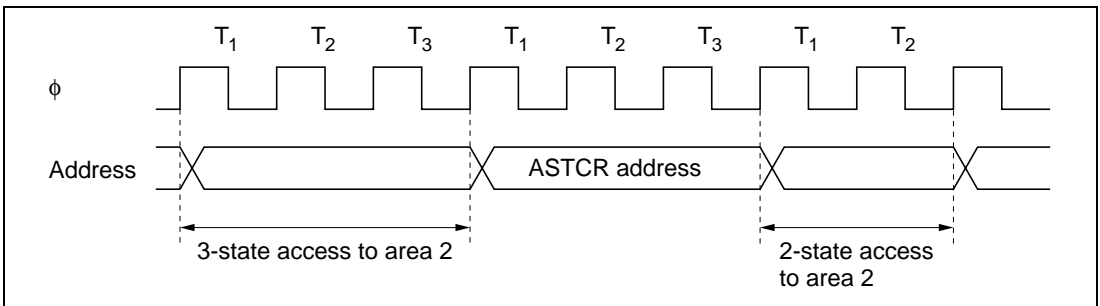 T1 T2 T3 T1 T2 T3 T1 T2
φ
Address ASTCR address
3-state access to area 2
2-state access
to area 2